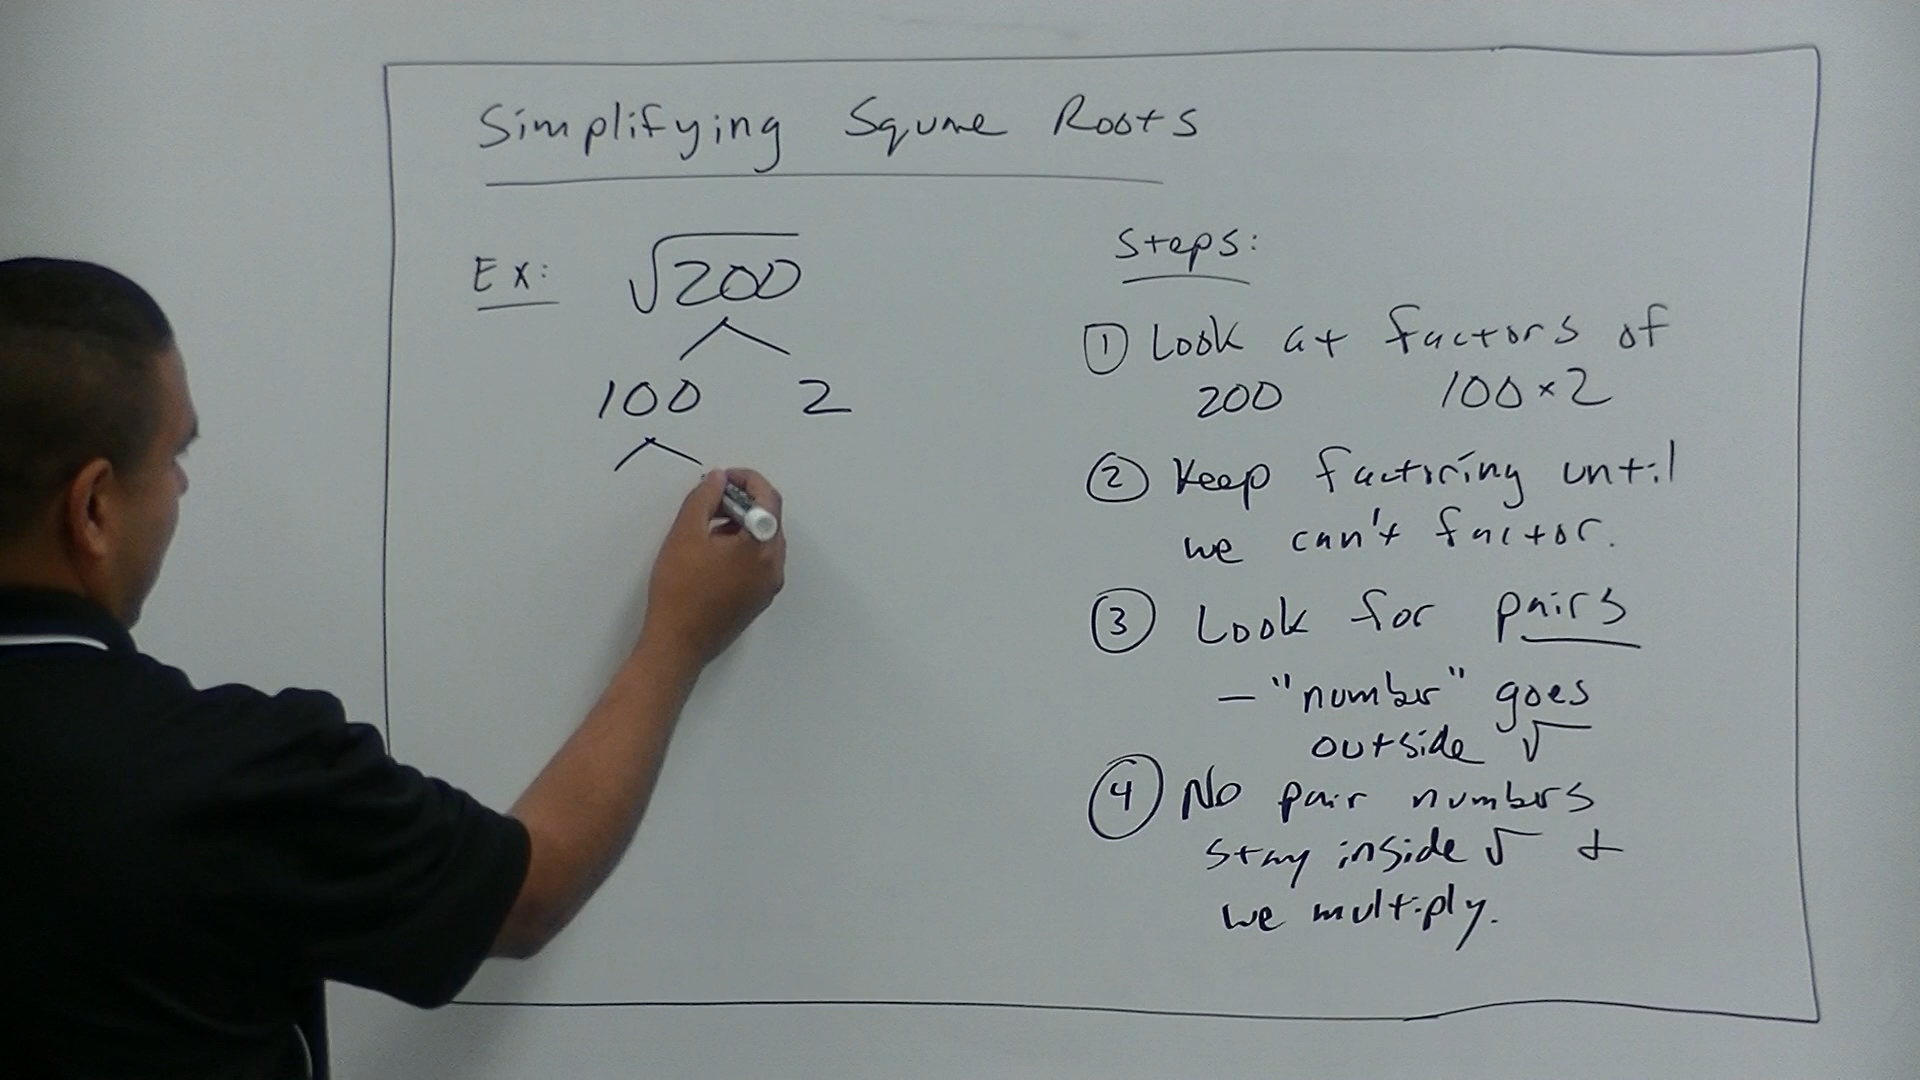 Simplifying Square Roots
Ex: √200
100 2
Steps:
① Look at factors of
200 100 × 2
② Keep factoring until
we can't factor.
③ Look for pairs
- "number" goes
outside √
④ No pair numbers
stay inside √ +
we multiply.